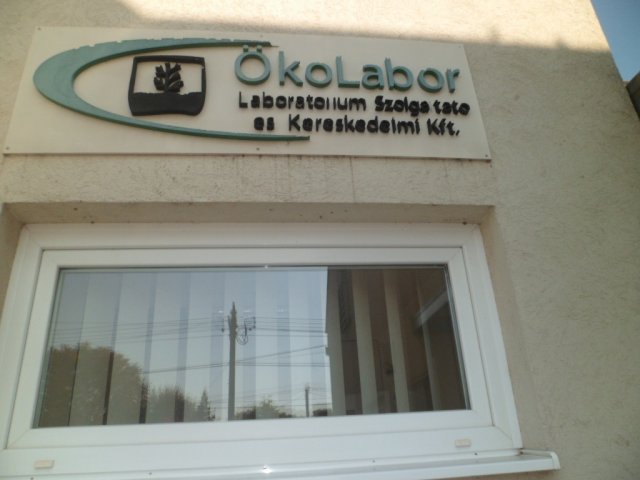 ÖkoLabor
Laboratorium Szolga tato
es Kereskedelmi Kft.